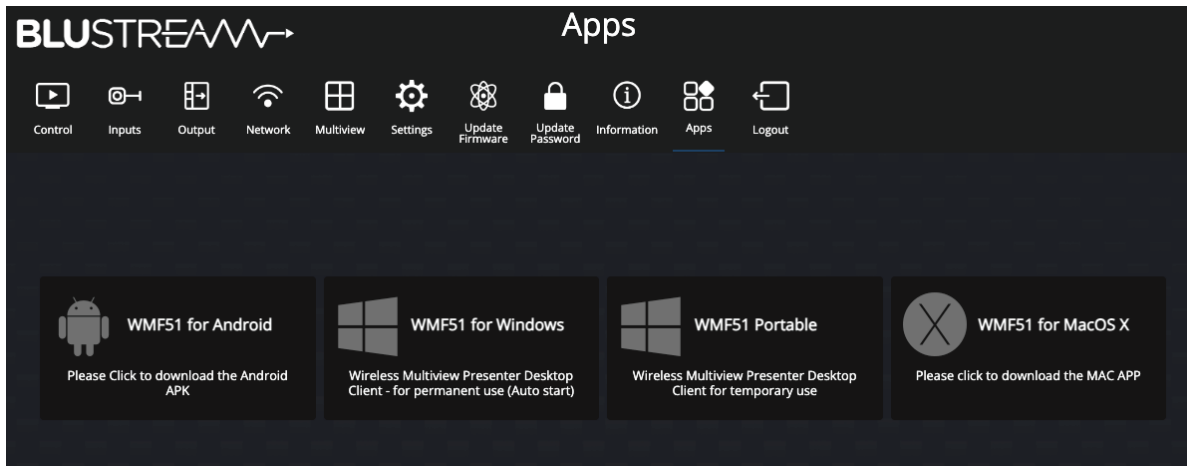 BLUSTREAM
Apps
Control
Inputs
Output
Network
Multiview
Settings
Update
Firmware
Update
Password
Information
Apps
Logout
WMF51 for Android
Please Click to download the Android
APK
WMF51 for Windows
Wireless Multiview Presenter Desktop
Client - for permanent use (Auto start)
WMF51 Portable
Wireless Multiview Presenter Desktop
Client for temporary use
WMF51 for MacOS X
Please click to download the MAC APP